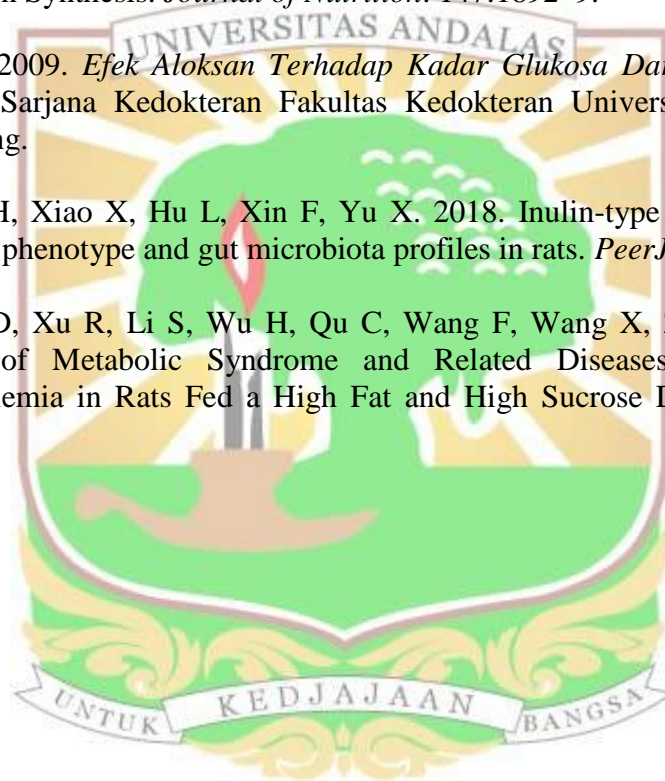 n Synthesis. Journal of Nutrition. 147:1892–9.
UNIVERSITAS ANDALAS
2009. Efek Aloksan Terhadap Kadar Glukosa Dar
Sarjana Kedokteran Fakultas Kedokteran Univers
ng.
H, Xiao X, Hu L, Xin F, Yu X. 2018. Inulin-type
phenotype and gut microbiota profiles in rats. PeerJ
D, Xu R, Li S, Wu H, Qu C, Wang F, Wang X,
of Metabolic Syndrome and Related Diseases
emia in Rats Fed a High Fat and High Sucrose D
UNTUK KEDJAJAAN BANGSA